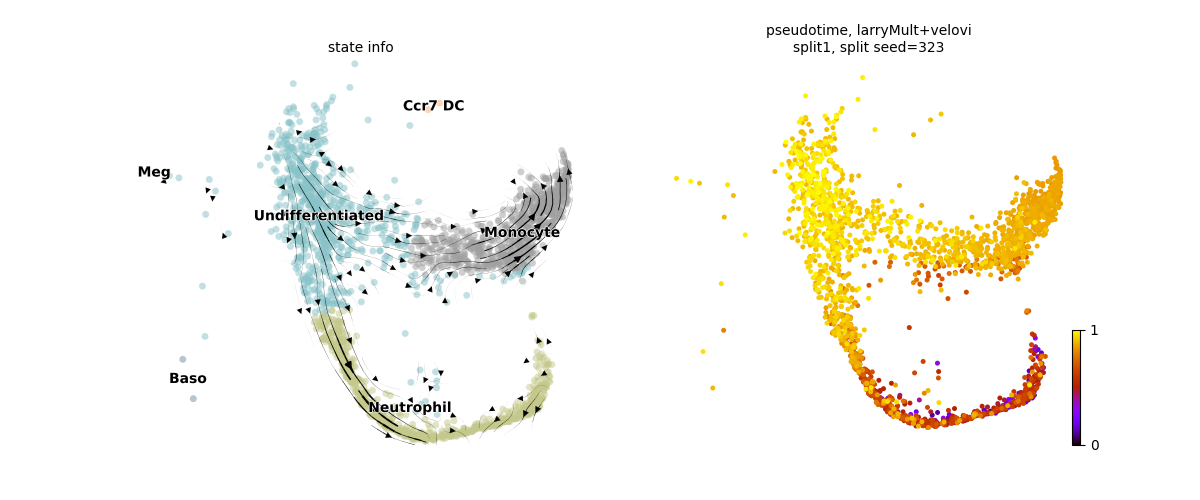 state info
Ccr7 DC
Meg
Undifferentiated
Monocyte
Baso
Neutrophil
pseudotime, larryMult+velovi
split1, split seed=323
1
0